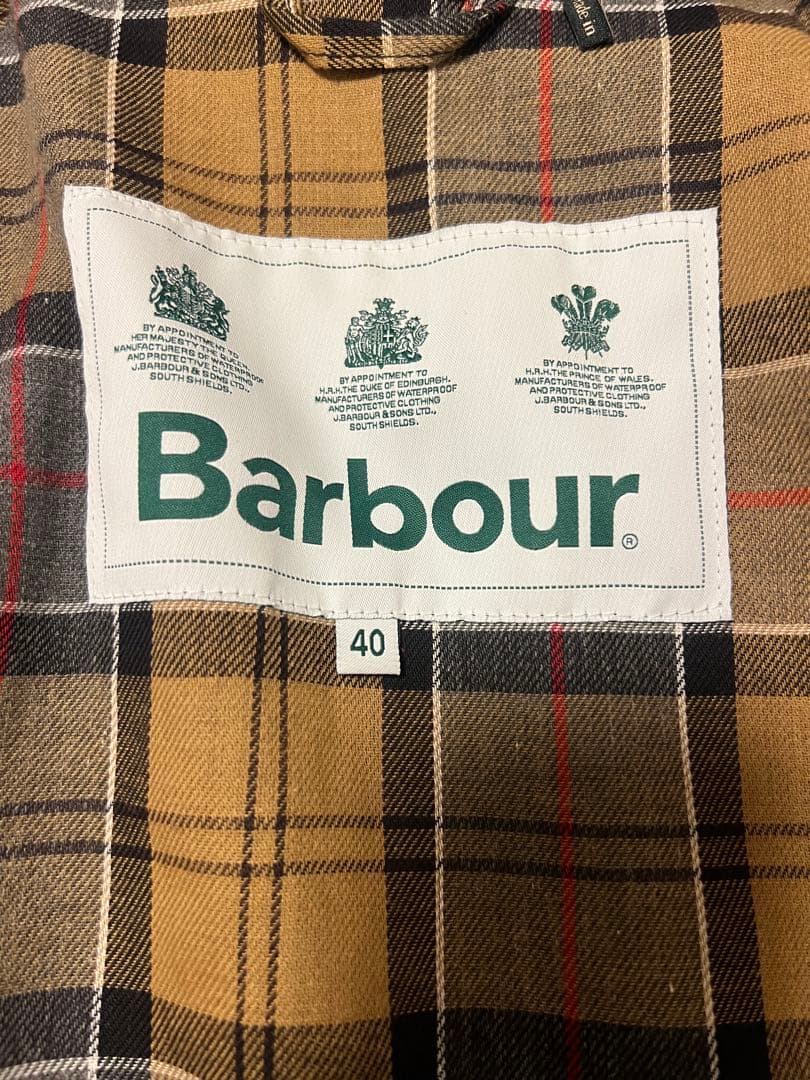 ade in
BY APPOINTMENT TO
HER MAJESTY THE QUEEN
MANUFACTURERS OF WATERPROOF
AND PROTECTIVE CLOTHING
J.BARBOUR & SONS LTD.,
SOUTH SHIELDS.
BY APPOINTMENT TO
H.R.H. THE DUKE OF EDINBURGH.
MANUFACTURERS OF WATERPROOF
AND PROTECTIVE CLOTHING
J.BARBOUR & SONS LTD.,
SOUTH SHIELDS.
BY APPOINTMENT TO
H.R.H. THE PRINCE OF WALES.
MANUFACTURERS OF WATERPROOF
AND PROTECTIVE CLOTHING
J.BARBOUR & SONS LTD.,
SOUTH SHIELDS.
Barbour®
40